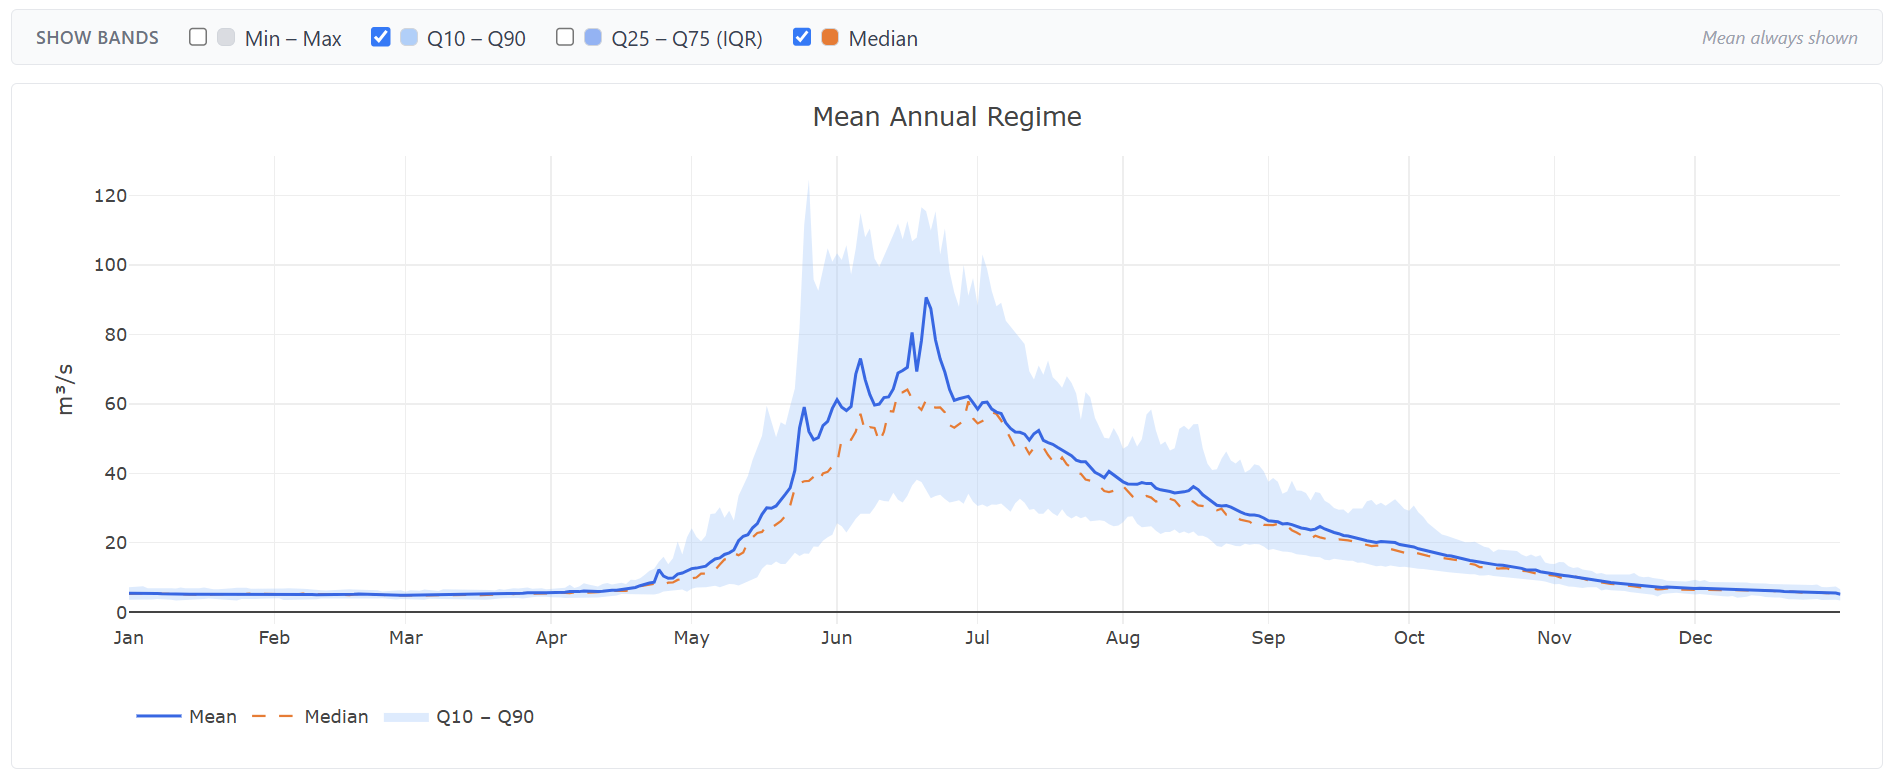 SHOW BANDS Min – Max Q10 – Q90 Q25 – Q75 (IQR) Median Mean always shown
Mean Annual Regime
120
100
80
60
40
20
0
m³/s
Jan Feb Mar Apr May Jun Jul Aug Sep Oct Nov Dec
Mean Median Q10 – Q90